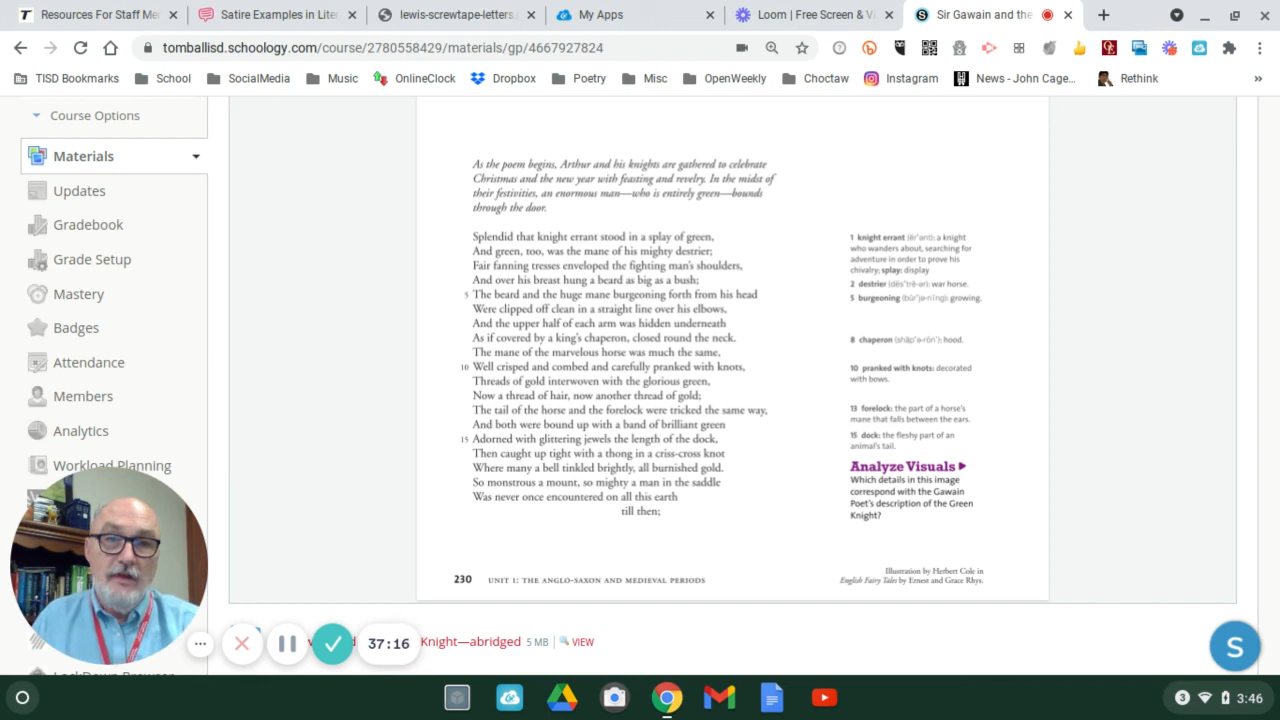 Resources For Staff Me
Satire Examples in Liter
lewis-screwtape-letters.
My Apps
Loom | Free Screen & Vi
Sir Gawain and the
tomballisd.schoology.com/course/2780558429/materials/gp/4667927824
TISD Bookmarks
School
SocialMedia
Music
OnlineClock
Dropbox
Poetry
Misc
OpenWeekly
Choctaw
Instagram
News - John Cage...
Rethink
»
Course Options
Materials
Updates
Gradebook
Grade Setup
Mastery
Badges
Attendance
Members
Analytics
Workload Planning
LockDown Browser
As the poem begins, Arthur and his knights are gathered to celebrate
Christmas and the new year with feasting and revelry. In the midst of
their festivities, an enormous man—who is entirely green—bounds
through the door.
Splendid that knight errant stood in a splay of green,
And green, too, was the mane of his mighty destrier;
Fair fanning tresses enveloped the fighting man's shoulders,
And over his breast hung a beard as big as a bush;
5 The beard and the huge mane burgeoning forth from his head
Were clipped off clean in a straight line over his elbows,
And the upper half of each arm was hidden underneath
As if covered by a king's chaperon, closed round the neck.
The mane of the marvelous horse was much the same,
10 Well crisped and combed and carefully pranked with knots,
Threads of gold interwoven with the glorious green,
Now a thread of hair, now another thread of gold;
The tail of the horse and the forelock were tricked the same way,
And both were bound up with a band of brilliant green
15 Adorned with glittering jewels the length of the dock,
Then caught up tight with a thong in a criss-cross knot
Where many a bell tinkled brightly, all burnished gold.
So monstrous a mount, so mighty a man in the saddle
Was never once encountered on all this earth
till then;
1 knight errant (ĕr'ənt): a knight
who wanders about, searching for
adventure in order to prove his
chivalry; splay: display
2 destrier (dĕs'trē-ər): war horse.
5 burgeoning (bûr'jə-nĭng): growing.
8 chaperon (shăp'ə-rōn'): hood.
10 pranked with knots: decorated
with bows.
13 forelock: the part of a horse's
mane that falls between the ears.
15 dock: the fleshy part of an
animal's tail.
Analyze Visuals
Which details in this image
correspond with the Gawain
Poet's description of the Green
Knight?
230 UNIT 1: THE ANGLO-SAXON AND MEDIEVAL PERIODS
Illustration by Herbert Cole in
English Fairy Tales by Ernest and Grace Rhys.
Knight—abridged 5 MB VIEW
37:16
S
3 3:46